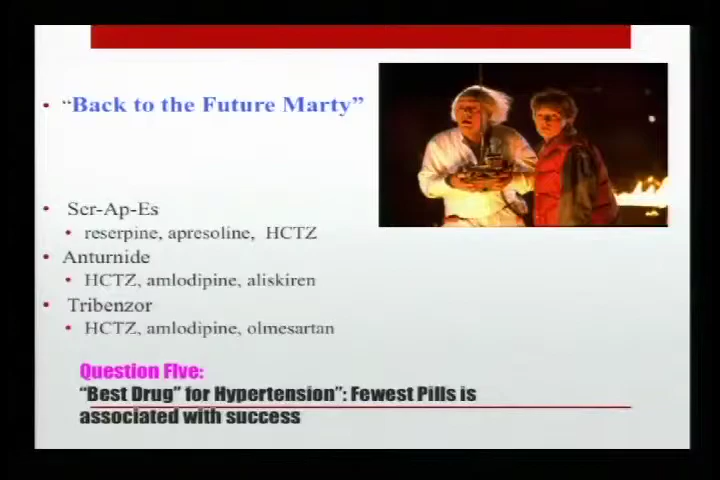 “Back to the Future Marty”
Ser-Ap-Es
reserpine, apresoline, HCTZ
Anturnide
HCTZ, amlodipine, aliskiren
Tribenzor
HCTZ, amlodipine, olmesartan
Question Five:
“Best Drug” for Hypertension”: Fewest Pills is
associated with success